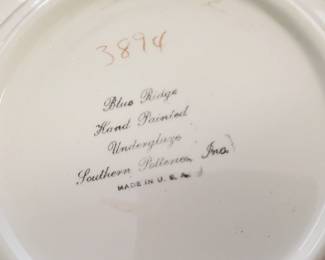 3894
Blue Ridge
Hand Painted
Underglaze
Southern Potteries, Inc.
MADE IN U. S. A.